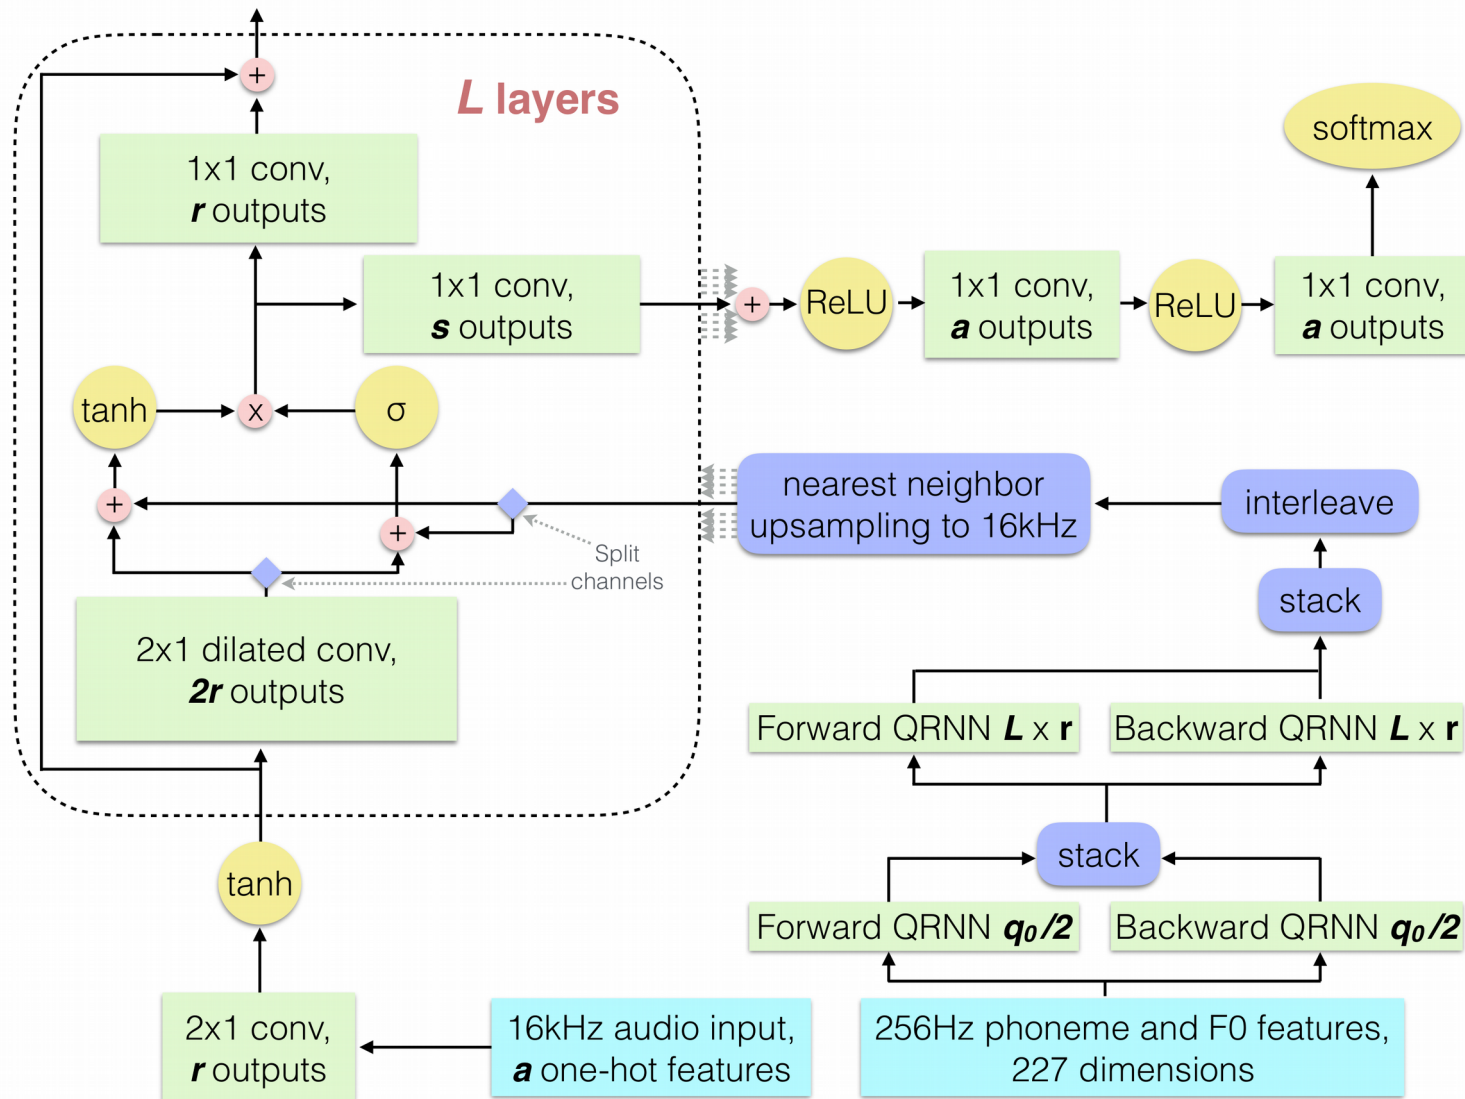 +
L layers
softmax
1x1 conv,
r outputs
1x1 conv,
s outputs
+
ReLU
1x1 conv,
a outputs
ReLU
1x1 conv,
a outputs
tanh
x
σ
+
+
Split
channels
nearest neighbor
upsampling to 16kHz
interleave
stack
2x1 dilated conv,
2r outputs
Forward QRNN L x r
Backward QRNN L x r
stack
tanh
Forward QRNN q₀/2
Backward QRNN q₀/2
2x1 conv,
r outputs
16kHz audio input,
a one-hot features
256Hz phoneme and F0 features,
227 dimensions